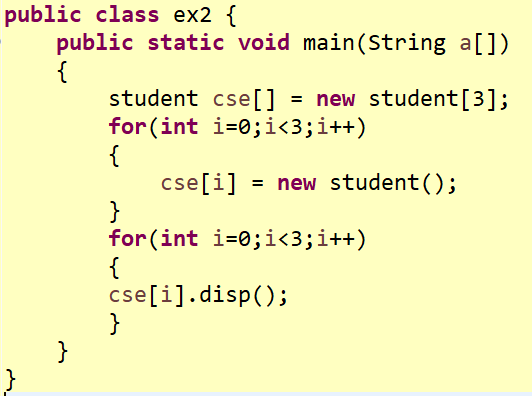 public class ex2 {
    public static void main(String a[])
    {
        student cse[] = new student[3];
        for(int i=0;i<3;i++)
        {
            cse[i] = new student();
        }
        for(int i=0;i<3;i++)
        {
        cse[i].disp();
        }
    }
}